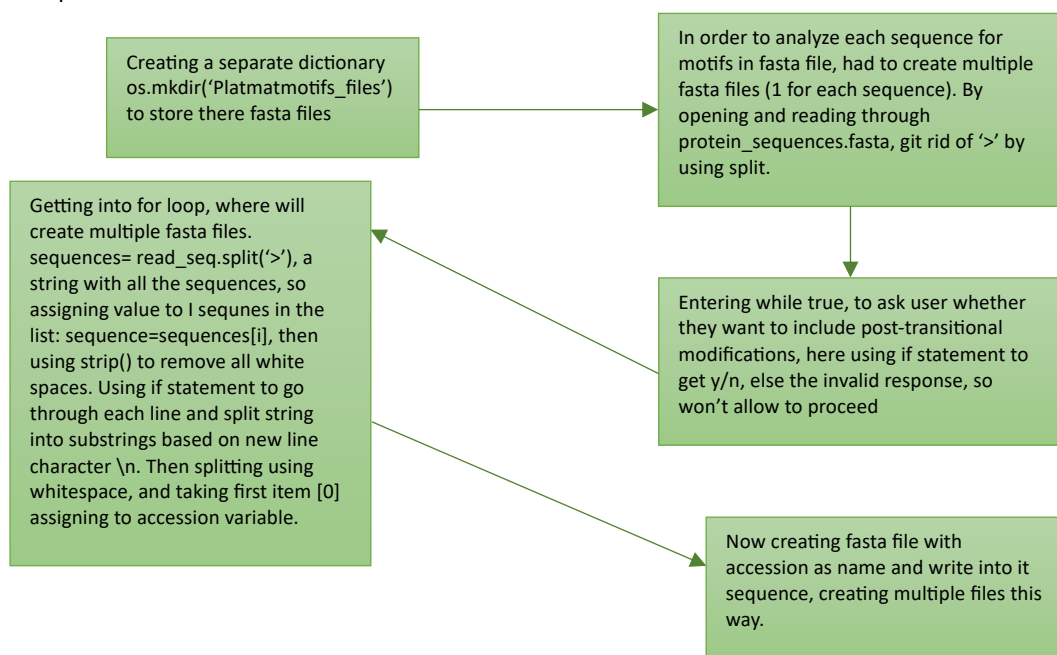 Creating a separate dictionary
os.mkdir(‘Platmatmotifs_files’)
to store there fasta files
In order to analyze each sequence for
motifs in fasta file, had to create multiple
fasta files (1 for each sequence). By
opening and reading through
protein_sequences.fasta, git rid of ‘>’ by
using split.
Entering while true, to ask user whether
they want to include post-transitional
modifications, here using if statement to
get y/n, else the invalid response, so
won’t allow to proceed
Getting into for loop, where will
create multiple fasta files.
sequences= read_seq.split(‘>’), a
string with all the sequences, so
assigning value to I sequnes in the
list: sequence=sequences[i], then
using strip() to remove all white
spaces. Using if statement to go
through each line and split string
into substrings based on new line
character \n. Then splitting using
whitespace, and taking first item [0]
assigning to accession variable.
Now creating fasta file with
accession as name and write into it
sequence, creating multiple files this
way.